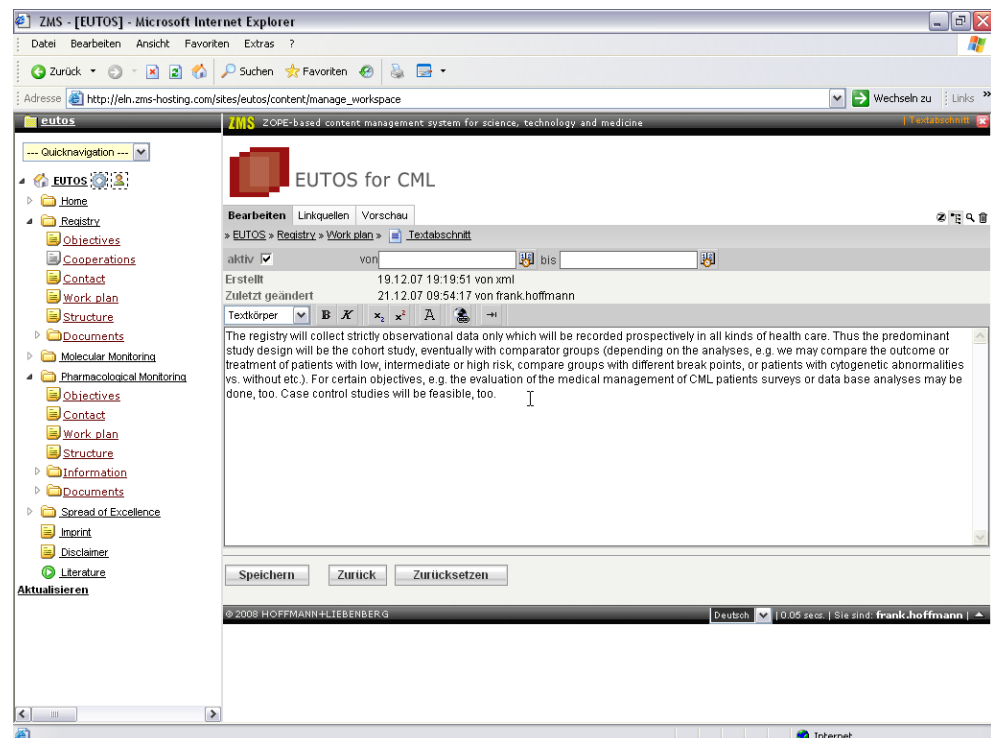 ZMS - [EUTOS] - Microsoft Internet Explorer
Datei Bearbeiten Ansicht Favoriten Extras ?
Zurück Suchen Favoriten
Adresse http://eln.zms-hosting.com/sites/eutos/content/manage_workspace Wechseln zu Links »
eutos
--- Quicknavigation ---
EUTOS
Home
Registry
Objectives
Cooperations
Contact
Work plan
Structure
Documents
Molecular Monitoring
Pharmacological Monitoring
Objectives
Contact
Work plan
Structure
Information
Documents
Spread of Excellence
Imprint
Disclaimer
Literature
Aktualisieren
ZMS ZOPE-based content management system for science, technology and medicine | Textabschnitt
EUTOS for CML
Bearbeiten Linkquellen Vorschau
» EUTOS » Registry » Work plan » Textabschnitt
aktiv von bis
Erstellt 19.12.07 19:19:51 von xml
Zuletzt geändert 21.12.07 09:54:17 von frank.hoffmann
Textkörper B K x₂ x² A
The registry will collect strictly observational data only which will be recorded prospectively in all kinds of health care. Thus the predominant
study design will be the cohort study, eventually with comparator groups (depending on the analyses, e.g. we may compare the outcome or
treatment of patients with low, intermediate or high risk, compare groups with different break points, or patients with cytogenetic abnormalities
vs. without etc.). For certain objectives, e.g. the evaluation of the medical management of CML patients surveys or data base analyses may be
done, too. Case control studies will be feasible, too.
Speichern Zurück Zurücksetzen
© 2008 HOFFMANN+LIEBENBERG Deutsch | 0.05 secs. | Sie sind: frank.hoffmann |
Internet